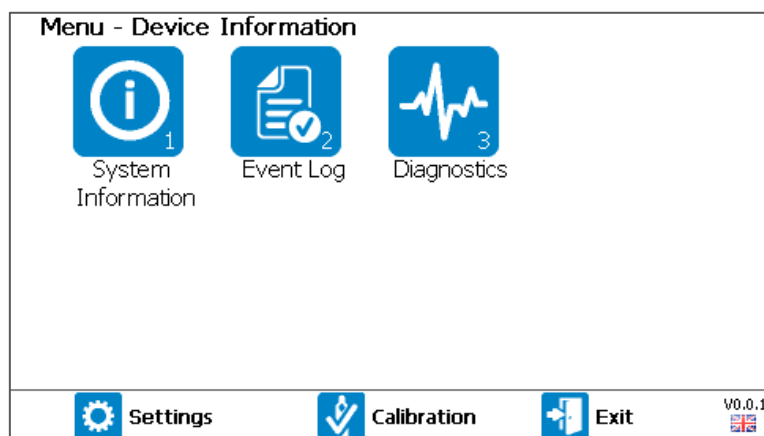 Menu - Device Information
1
2
3
System
Information
Event Log
Diagnostics
Settings
Calibration
Exit
V0.0.1